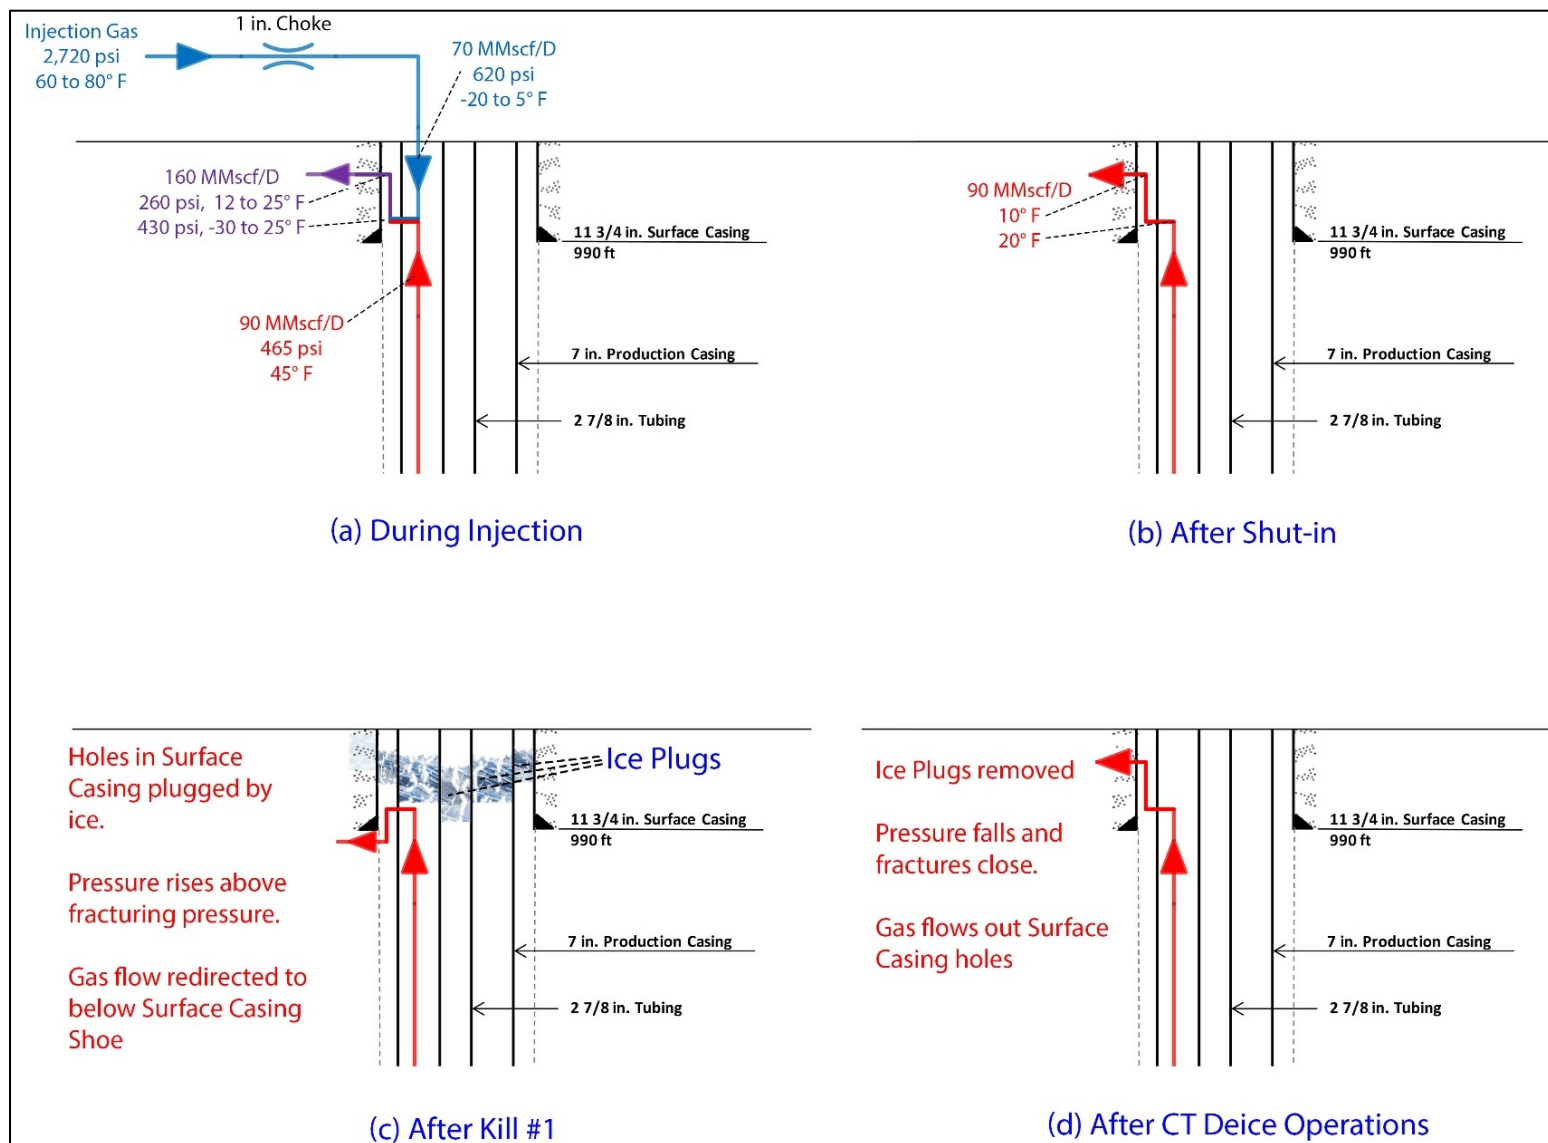 1 in. Choke
Injection Gas
2,720 psi
60 to 80° F
70 MMscf/D
620 psi
-20 to 5° F
160 MMscf/D
260 psi, 12 to 25° F
430 psi, -30 to 25° F
90 MMscf/D
465 psi
45° F
11 3/4 in. Surface Casing
990 ft
7 in. Production Casing
2 7/8 in. Tubing
(a) During Injection
90 MMscf/D
10° F
20° F
11 3/4 in. Surface Casing
990 ft
7 in. Production Casing
2 7/8 in. Tubing
(b) After Shut-in
Holes in Surface
Casing plugged by
ice.
Pressure rises above
fracturing pressure.
Gas flow redirected to
below Surface Casing
Shoe
Ice Plugs
11 3/4 in. Surface Casing
990 ft
7 in. Production Casing
2 7/8 in. Tubing
(c) After Kill #1
Ice Plugs removed
Pressure falls and
fractures close.
Gas flows out Surface
Casing holes
11 3/4 in. Surface Casing
990 ft
7 in. Production Casing
2 7/8 in. Tubing
(d) After CT Deice Operations